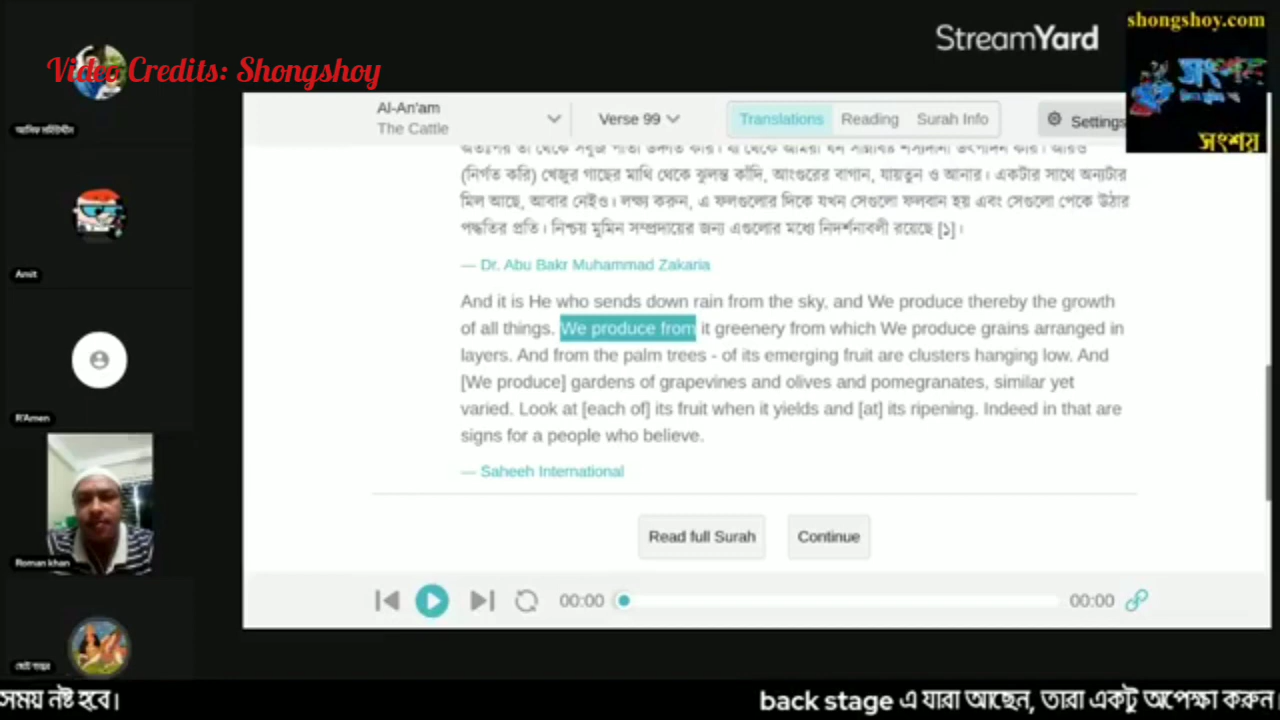 shongshoy.com
StreamYard
Video Credits: Shongshoy
সংশয়
Al-An'am
The Cattle
Verse 99
Translations
Reading
Surah Info
Settings
(নির্গত করি) খেজুর গাছের মাথি থেকে ঝুলন্ত কাঁদি, আংগুরের বাগান, যায়তুন ও আনার। একটার সাথে অন্যটার
মিল আছে, আবার নেইও। লক্ষ্য করুন, এ ফলগুলোর দিকে যখন সেগুলো ফলবান হয় এবং সেগুলো পেকে উঠার
পদ্ধতির প্রতি। নিশ্চয় মুমিন সম্প্রদায়ের জন্য এগুলোর মধ্যে নিদর্শনাবলী রয়েছে [১]।
— Dr. Abu Bakr Muhammad Zakaria
And it is He who sends down rain from the sky, and We produce thereby the growth
of all things. We produce from it greenery from which We produce grains arranged in
layers. And from the palm trees - of its emerging fruit are clusters hanging low. And
[We produce] gardens of grapevines and olives and pomegranates, similar yet
varied. Look at [each of] its fruit when it yields and [at] its ripening. Indeed in that are
signs for a people who believe.
— Saheeh International
Read full Surah
Continue
00:00
00:00
Amit
R'Amen
Roman khan
সময় নষ্ট হবে।
back stage এ যারা আছেন, তারা একটু অপেক্ষা করুন